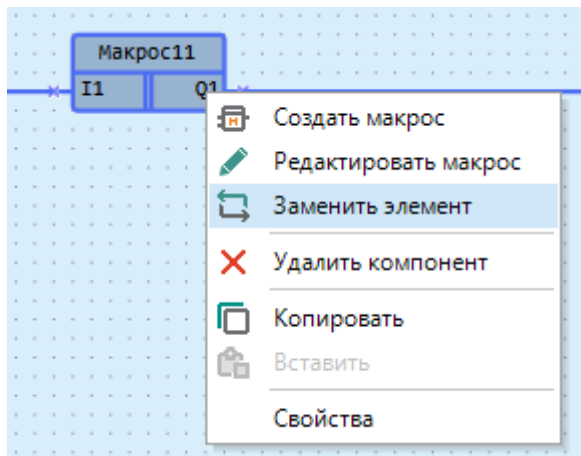 Макрос11
I1 Q1
Создать макрос
Редактировать макрос
Заменить элемент
Удалить компонент
Копировать
Вставить
Свойства